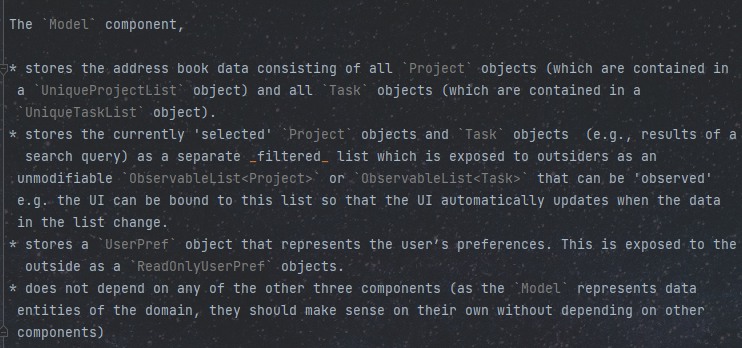 The `Model` component,
* stores the address book data consisting of all `Project` objects (which are contained in
a `UniqueProjectList` object) and all `Task` objects (which are contained in a
`UniqueTaskList` object).
* stores the currently 'selected' `Project` objects and `Task` objects  (e.g., results of a
search query) as a separate _filtered_ list which is exposed to outsiders as an
unmodifiable `ObservableList<Project>` or `ObservableList<Task>` that can be 'observed'
e.g. the UI can be bound to this list so that the UI automatically updates when the data
in the list change.
* stores a `UserPref` object that represents the user’s preferences. This is exposed to the
outside as a `ReadOnlyUserPref` objects.
* does not depend on any of the other three components (as the `Model` represents data
entities of the domain, they should make sense on their own without depending on other
components)